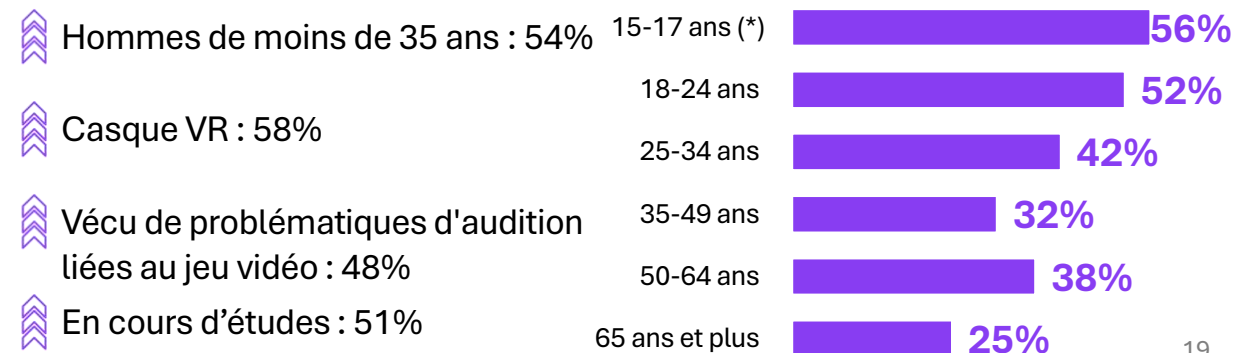 Hommes de moins de 35 ans : 54%
Casque VR : 58%
Vécu de problématiques d'audition
liées au jeu vidéo : 48%
En cours d’études : 51%
15-17 ans (*) 56%
18-24 ans 52%
25-34 ans 42%
35-49 ans 32%
50-64 ans 38%
65 ans et plus 25%
19